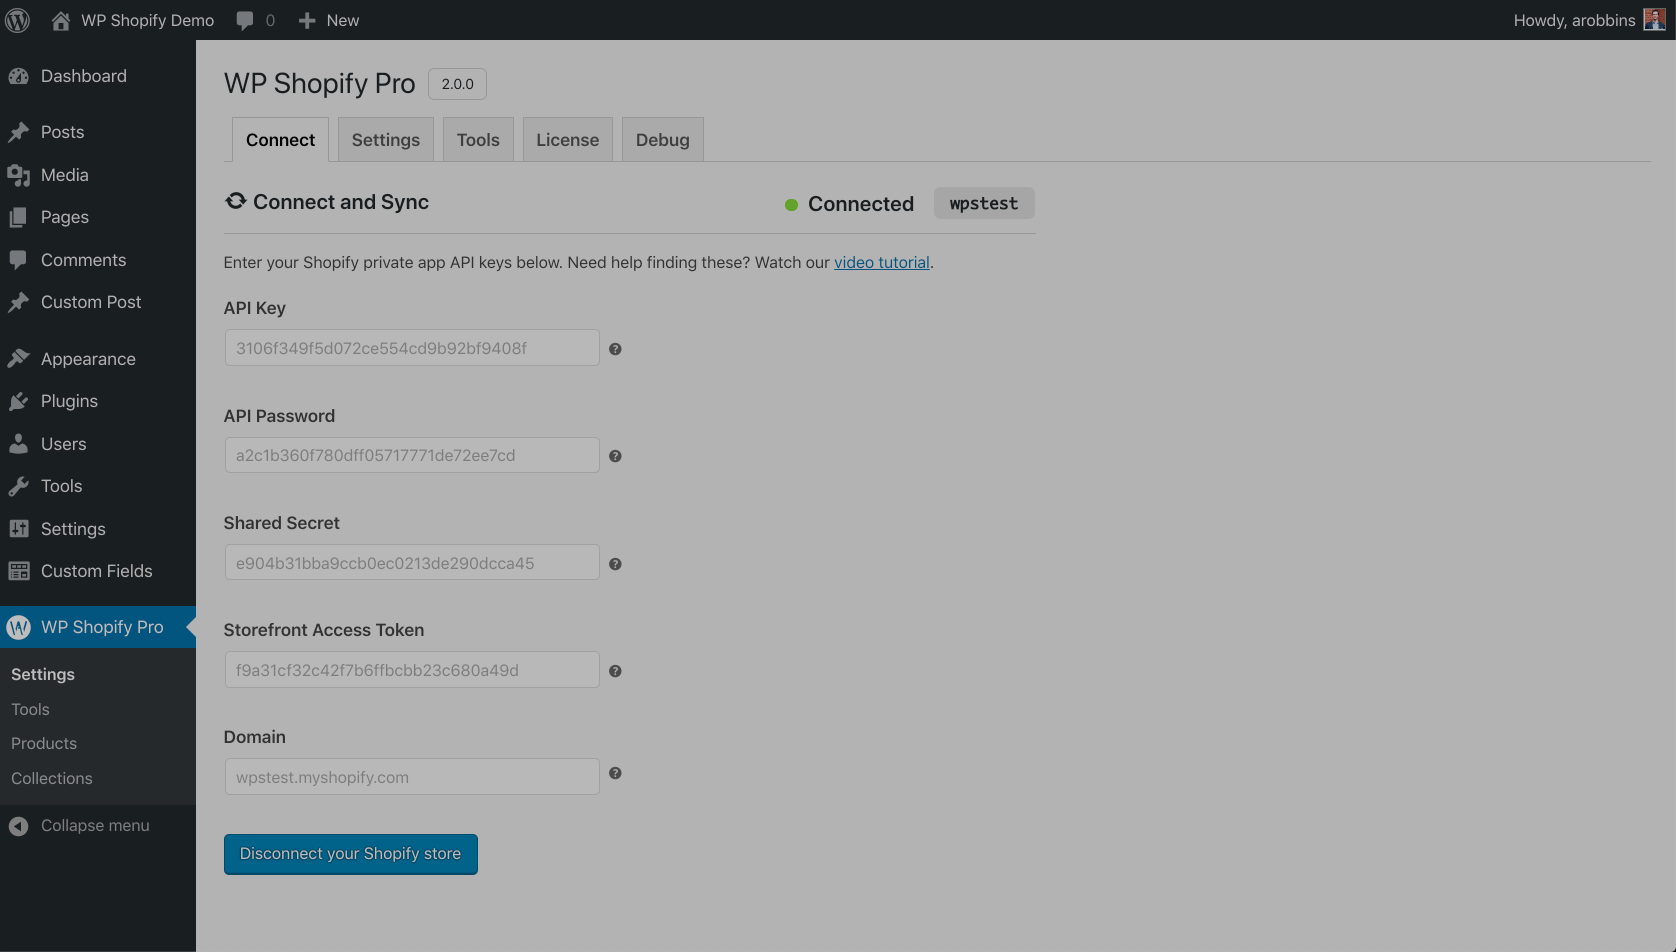 WP Shopify Demo 0 New Howdy, arobbins
Dashboard
Posts
Media
Pages
Comments
Custom Post
Appearance
Plugins
Users
Tools
Settings
Custom Fields
WP Shopify Pro
Settings
Tools
Products
Collections
Collapse menu
WP Shopify Pro 2.0.0
Connect Settings Tools License Debug
Connect and Sync Connected wpstest
Enter your Shopify private app API keys below. Need help finding these? Watch our video tutorial.
API Key
3106f349f5d072ce554cd9b92bf9408f
API Password
a2c1b360f780dff05717771de72ee7cd
Shared Secret
e904b31bba9ccb0ec0213de290dcca45
Storefront Access Token
f9a31cf32c42f7b6ffbcbb23c680a49d
Domain
wpstest.myshopify.com
Disconnect your Shopify store